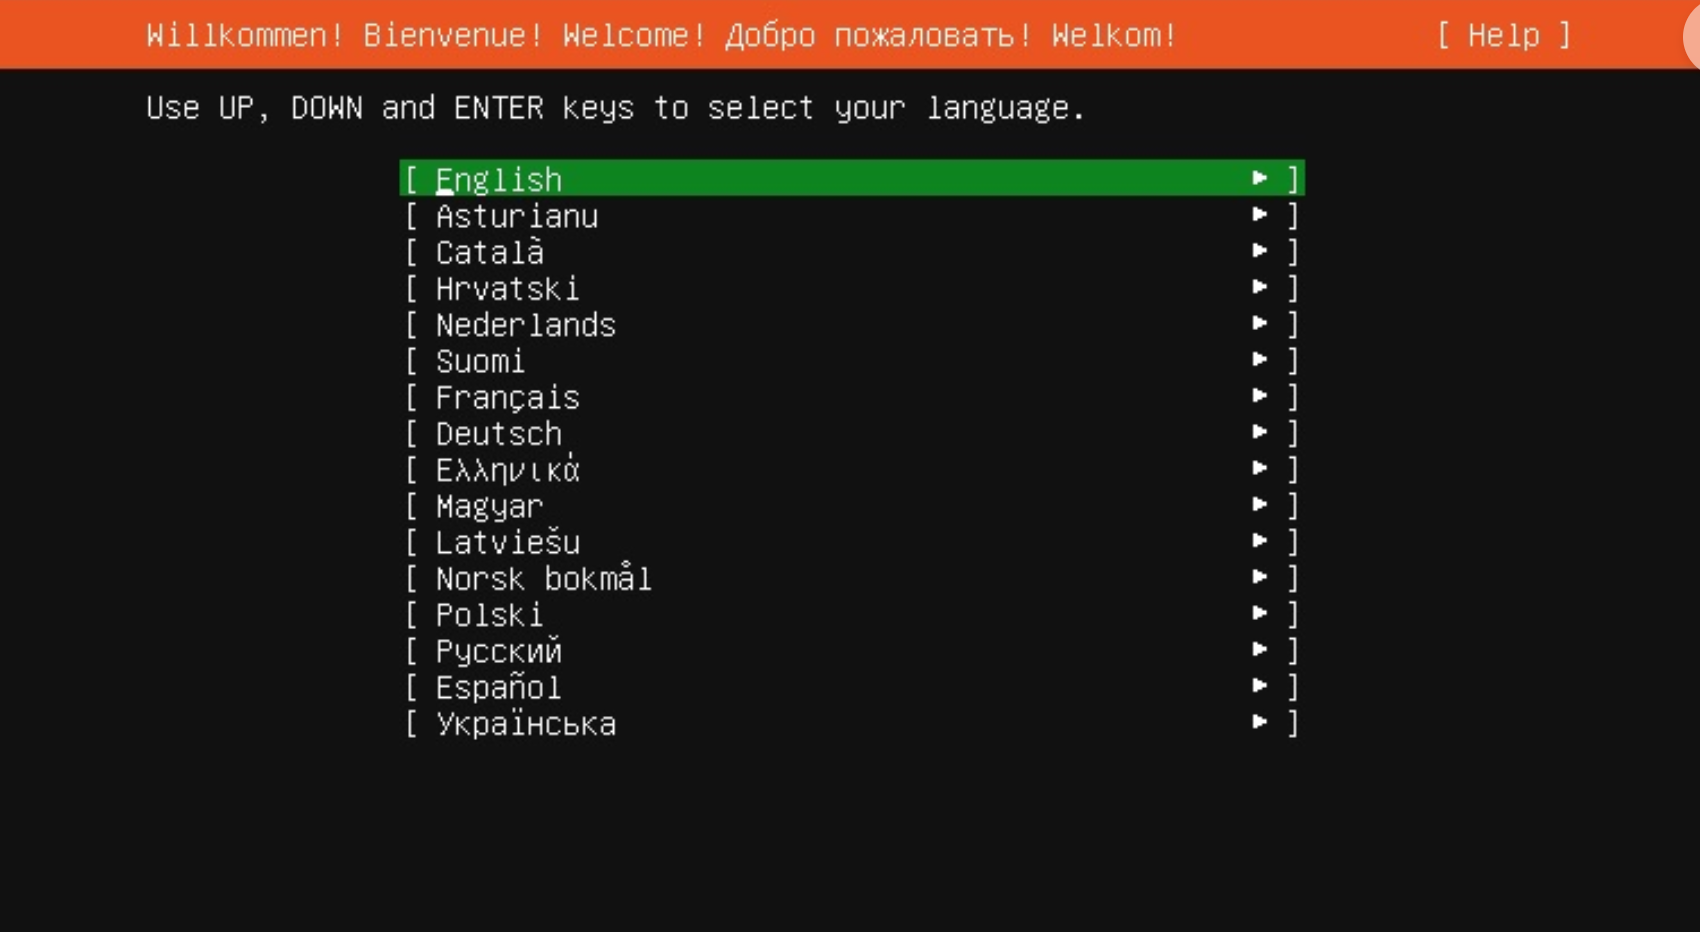 Willkommen! Bienvenue! Welcome! Добро пожаловать! Welkom! [ Help ]
Use UP, DOWN and ENTER keys to select your language.
[ English ► ]
[ Asturianu ► ]
[ Català ► ]
[ Hrvatski ► ]
[ Nederlands ► ]
[ Suomi ► ]
[ Français ► ]
[ Deutsch ► ]
[ Ελληνικά ► ]
[ Magyar ► ]
[ Latviešu ► ]
[ Norsk bokmål ► ]
[ Polski ► ]
[ Русский ► ]
[ Español ► ]
[ Українська ► ]